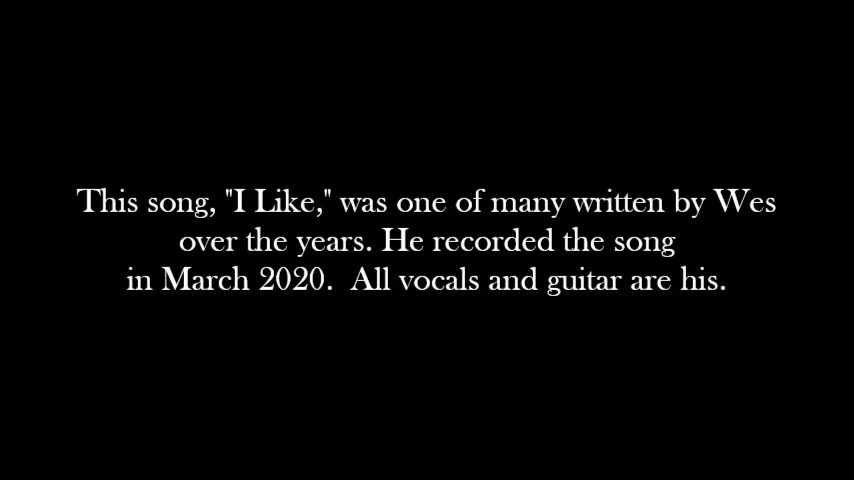 This song, "I Like," was one of many written by Wes
over the years. He recorded the song
in March 2020.  All vocals and guitar are his.